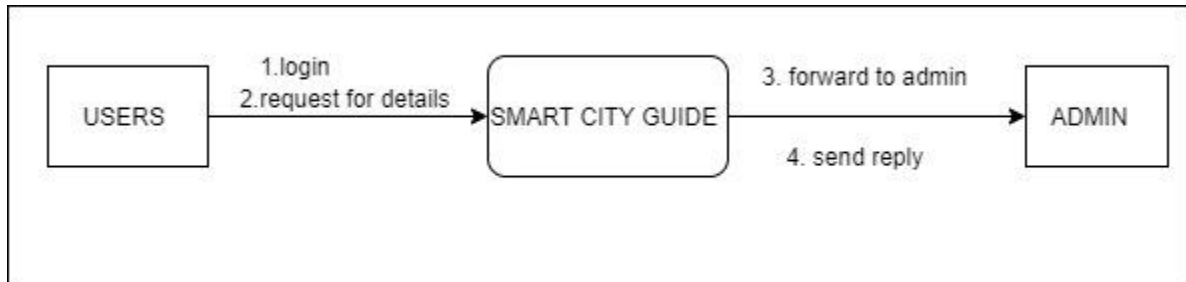 1.login
2.request for details
USERS
SMART CITY GUIDE
3. forward to admin
4. send reply
ADMIN